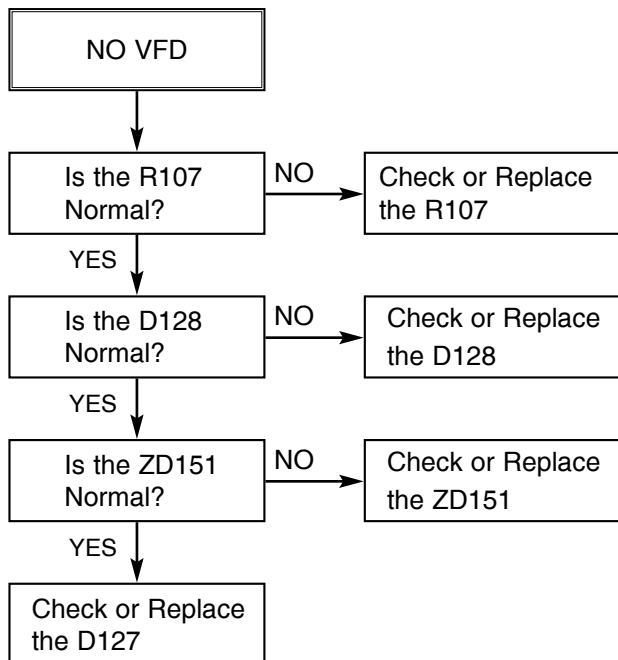 NO VFD
Is the R107
Normal?
NO
Check or Replace
the R107
YES
Is the D128
Normal?
NO
Check or Replace
the D128
YES
Is the ZD151
Normal?
NO
Check or Replace
the ZD151
YES
Check or Replace
the D127